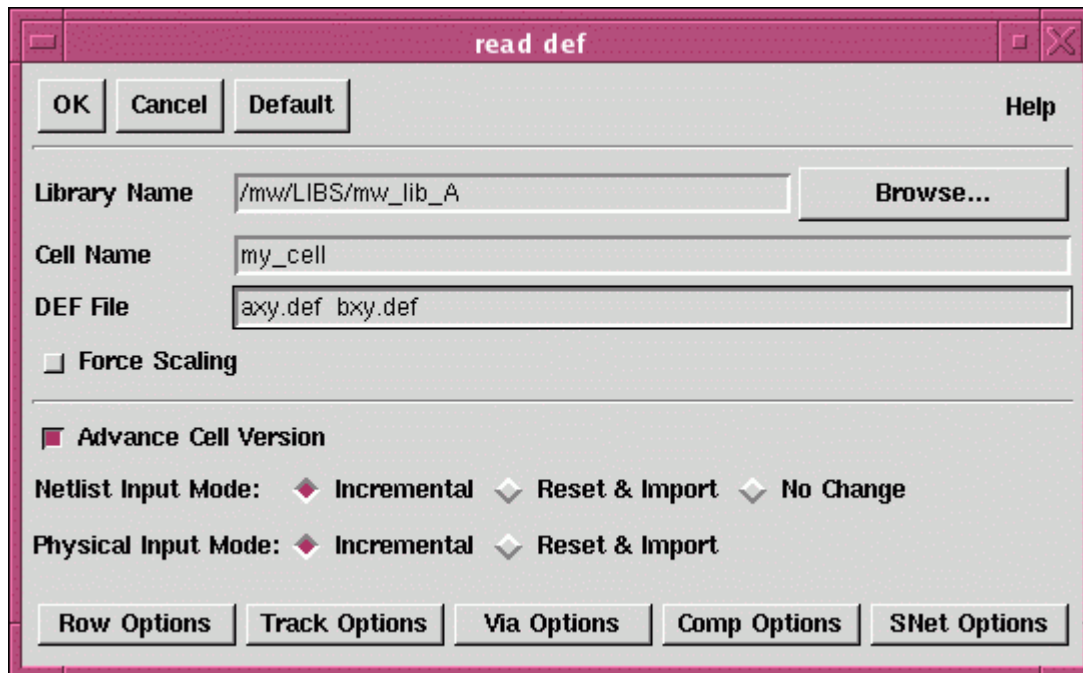 read def
OK Cancel Default Help
Library Name /mw/LIBS/mw_lib_A Browse...
Cell Name my_cell
DEF File axy.def bxy.def
Force Scaling
Advance Cell Version
Netlist Input Mode: Incremental Reset & Import No Change
Physical Input Mode: Incremental Reset & Import
Row Options Track Options Via Options Comp Options SNet Options